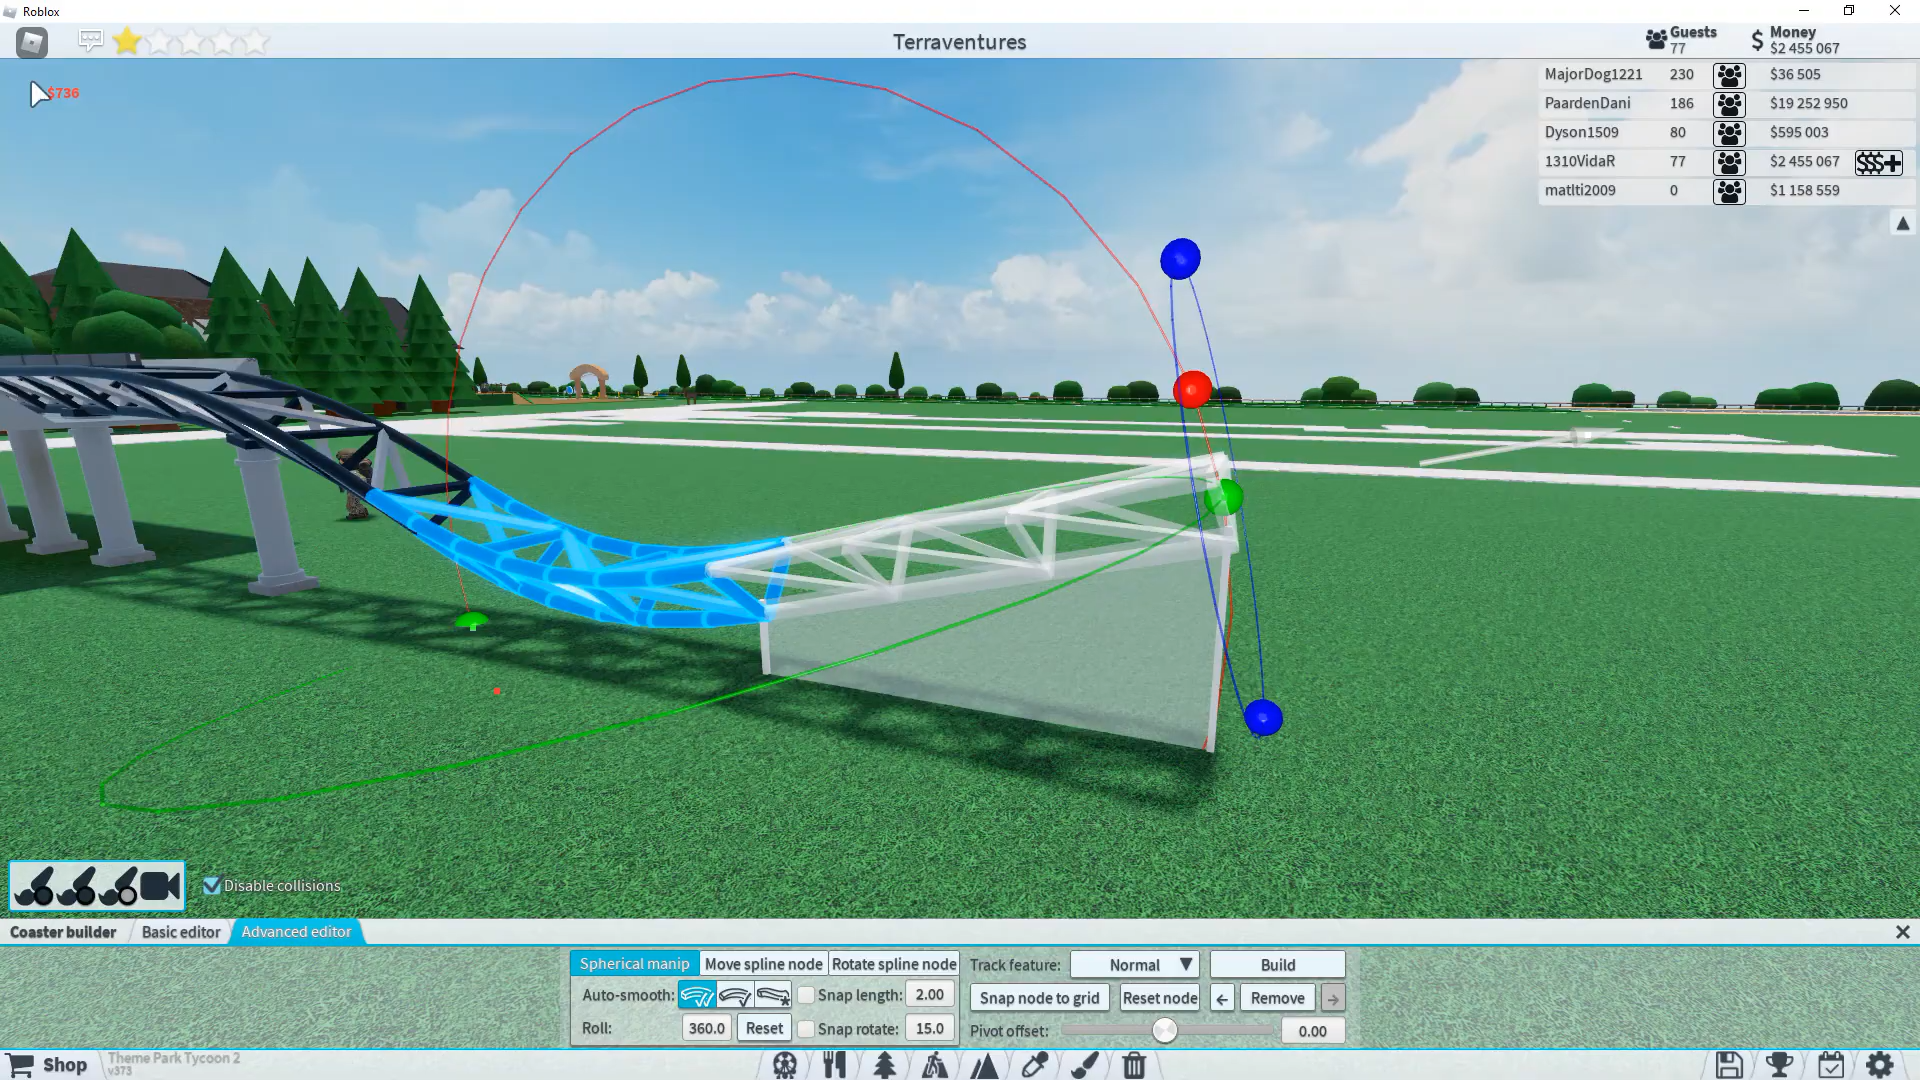 Roblox
Terraventures
Guests
77
$ Money
$2 455 067
$736
MajorDog1221 230 $36 505
PaardenDani 186 $19 252 950
Dyson1509 80 $595 003
1310VidaR 77 $2 455 067 $$$+
matlti2009 0 $1 158 559
Disable collisions
Coaster builder Basic editor Advanced editor
Spherical manip Move spline node Rotate spline node Track feature: Normal Build
Auto-smooth: Snap length: 2.00 Snap node to grid Reset node Remove
Roll: 360.0 Reset Snap rotate: 15.0 Pivot offset: 0.00
Shop
Theme Park Tycoon 2
v373